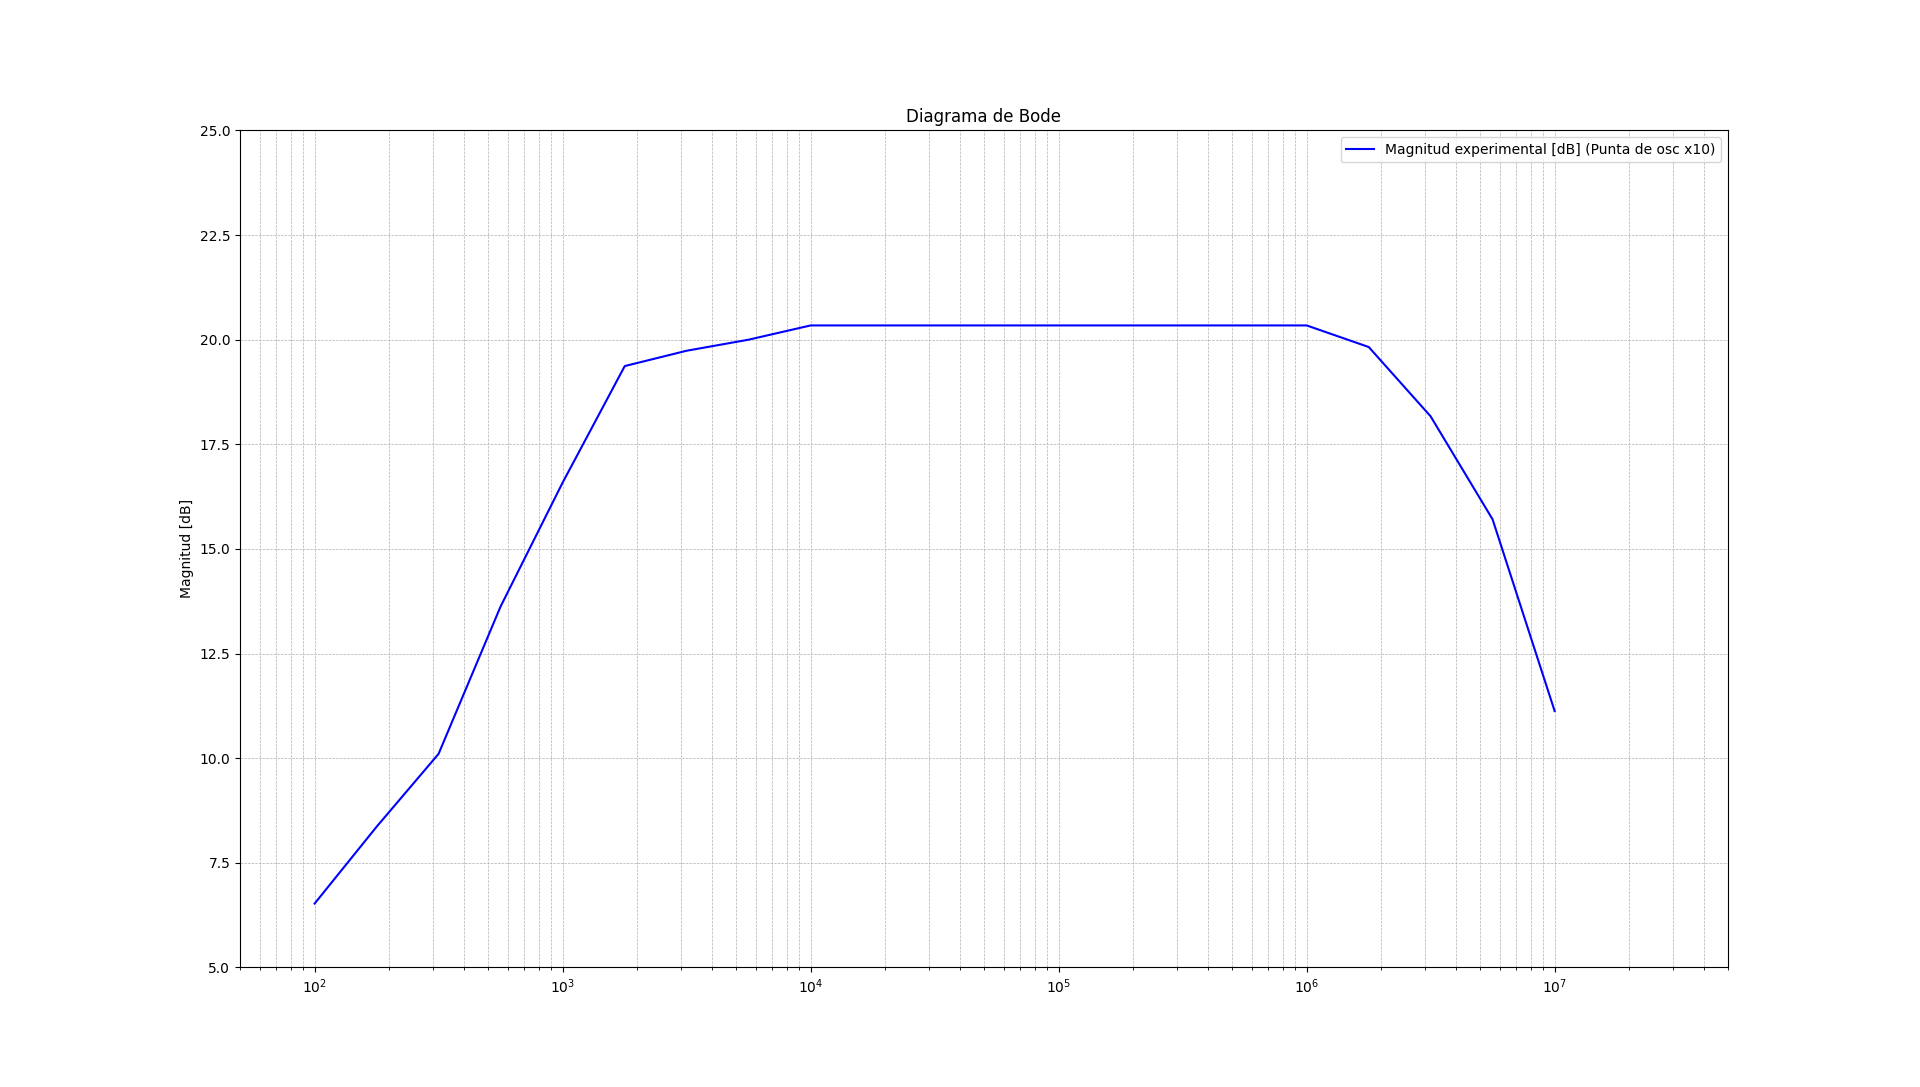 Diagrama de Bode
Magnitud experimental [dB] (Punta de osc x10)
Magnitud [dB]
25.0
22.5
20.0
17.5
15.0
12.5
10.0
7.5
5.0
10² 10³ 10⁴ 10⁵ 10⁶ 10⁷